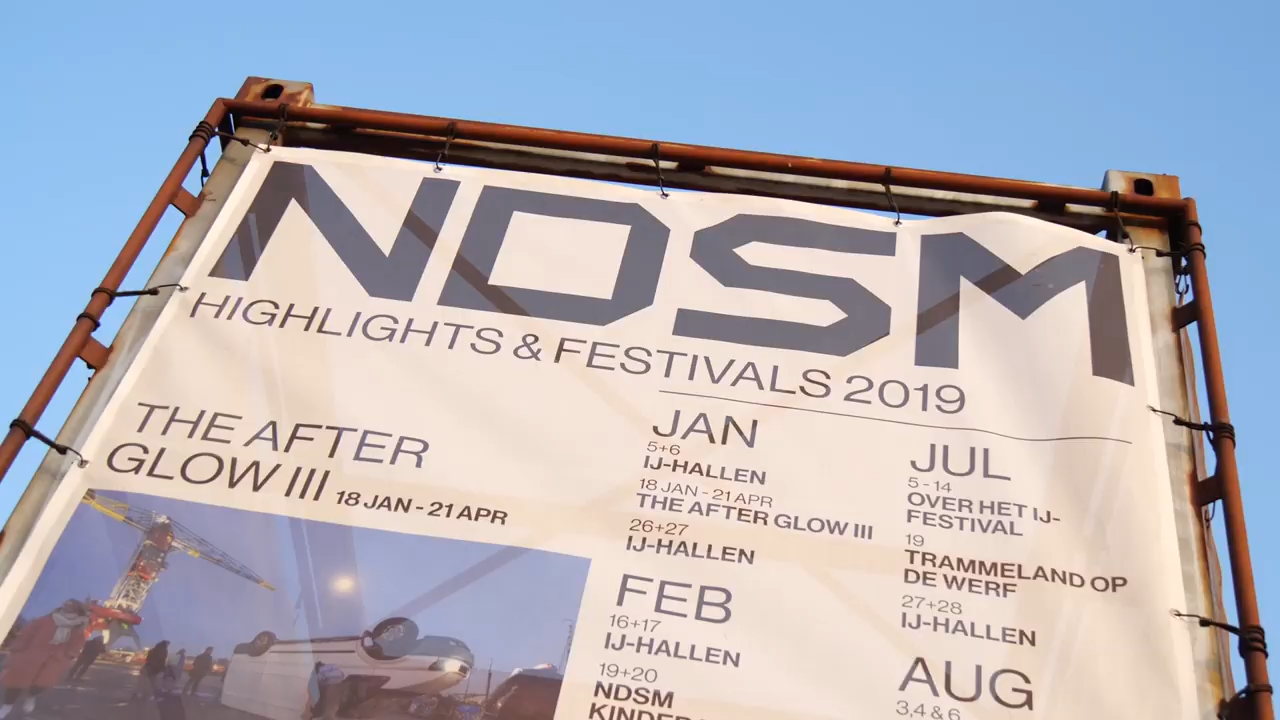 NDSM
HIGHLIGHTS & FESTIVALS 2019
THE AFTER
GLOW III 18 JAN - 21 APR
JAN
5+6
IJ-HALLEN
18 JAN - 21 APR
THE AFTER GLOW III
26+27
IJ-HALLEN
FEB
16+17
IJ-HALLEN
19+20
NDSM
JUL
5 - 14
OVER HET IJ-
FESTIVAL
19
TRAMMELAND OP
DE WERF
27+28
IJ-HALLEN
AUG
3,4 & 6